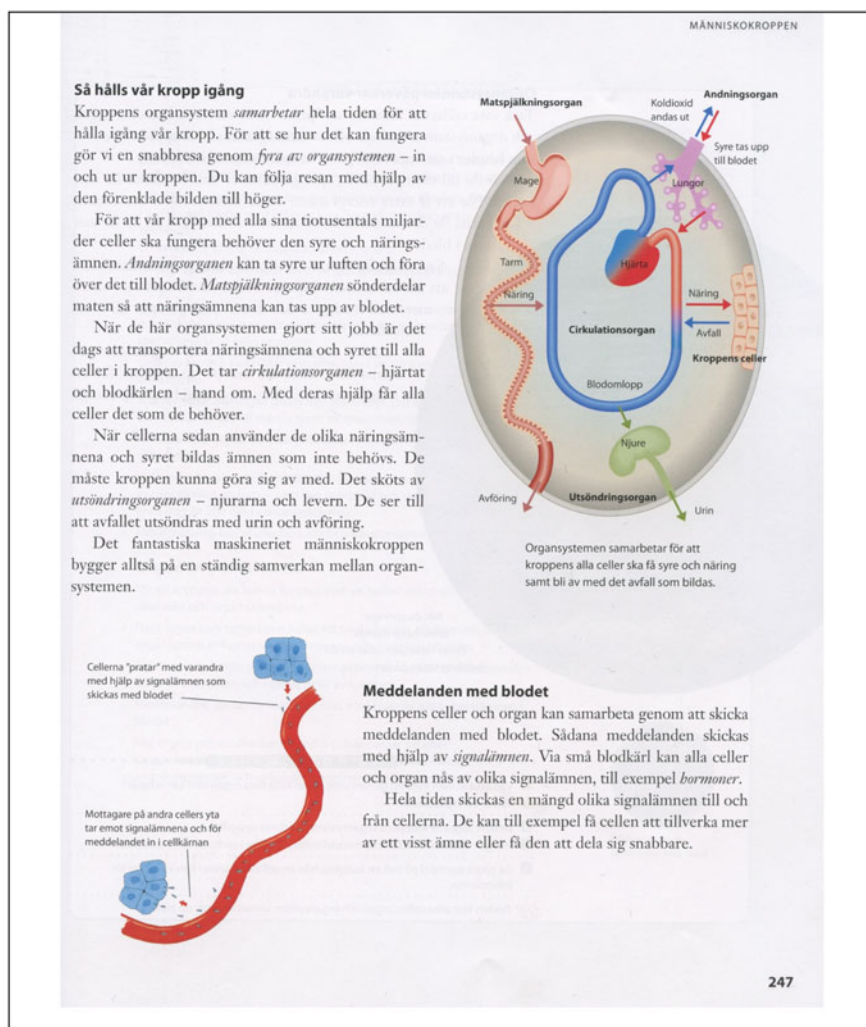 MÄNNISKOKROPPEN
Så hålls vår kropp igång
Kroppens organsystem samarbetar hela tiden för att
hålla igång vår kropp. För att se hur det kan fungera
gör vi en snabbresa genom fyra av organsystemen – in
och ut ur kroppen. Du kan följa resan med hjälp av
den förenklade bilden till höger.
För att vår kropp med alla sina tiotusentals miljar-
der celler ska fungera behöver den syre och närings-
ämnen. Andningsorganen kan ta syre ur luften och föra
över det till blodet. Matspjälkningsorganen sönderdelar
maten så att näringsämnena kan tas upp av blodet.
När de här organsystemen gjort sitt jobb är det
dags att transportera näringsämnena och syret till alla
celler i kroppen. Det tar cirkulationsorganen – hjärtat
och blodkärlen – hand om. Med deras hjälp får alla
celler det som de behöver.
När cellerna sedan använder de olika näringsäm-
nena och syret bildas ämnen som inte behövs. De
måste kroppen kunna göra sig av med. Det sköts av
utsöndringsorganen – njurarna och levern. De ser till
att avfallet utsöndras med urin och avföring.
Det fantastiska maskineriet människokroppen
bygger alltså på en ständig samverkan mellan organ-
systemen.
Matspjälkningsorgan
Koldioxid
andas ut
Andningsorgan
Syre tas upp
till blodet
Mage
Lungor
Tarm
Hjärta
Näring
Näring
Cirkulationsorgan
Avfall
Kroppens celler
Blodomlopp
Njure
Avföring
Utsöndringsorgan
Urin
Organsystemen samarbetar för att
kroppens alla celler ska få syre och näring
samt bli av med det avfall som bildas.
Cellerna "pratar" med varandra
med hjälp av signalämnen som
skickas med blodet
Mottagare på andra cellers yta
tar emot signalämnena och för
meddelandet in i cellkärnan
Meddelanden med blodet
Kroppens celler och organ kan samarbeta genom att skicka
meddelanden med blodet. Sådana meddelanden skickas
med hjälp av signalämnen. Via små blodkärl kan alla celler
och organ nås av olika signalämnen, till exempel hormoner.
Hela tiden skickas en mängd olika signalämnen till och
från cellerna. De kan till exempel få cellen att tillverka mer
av ett visst ämne eller få den att dela sig snabbare.
247